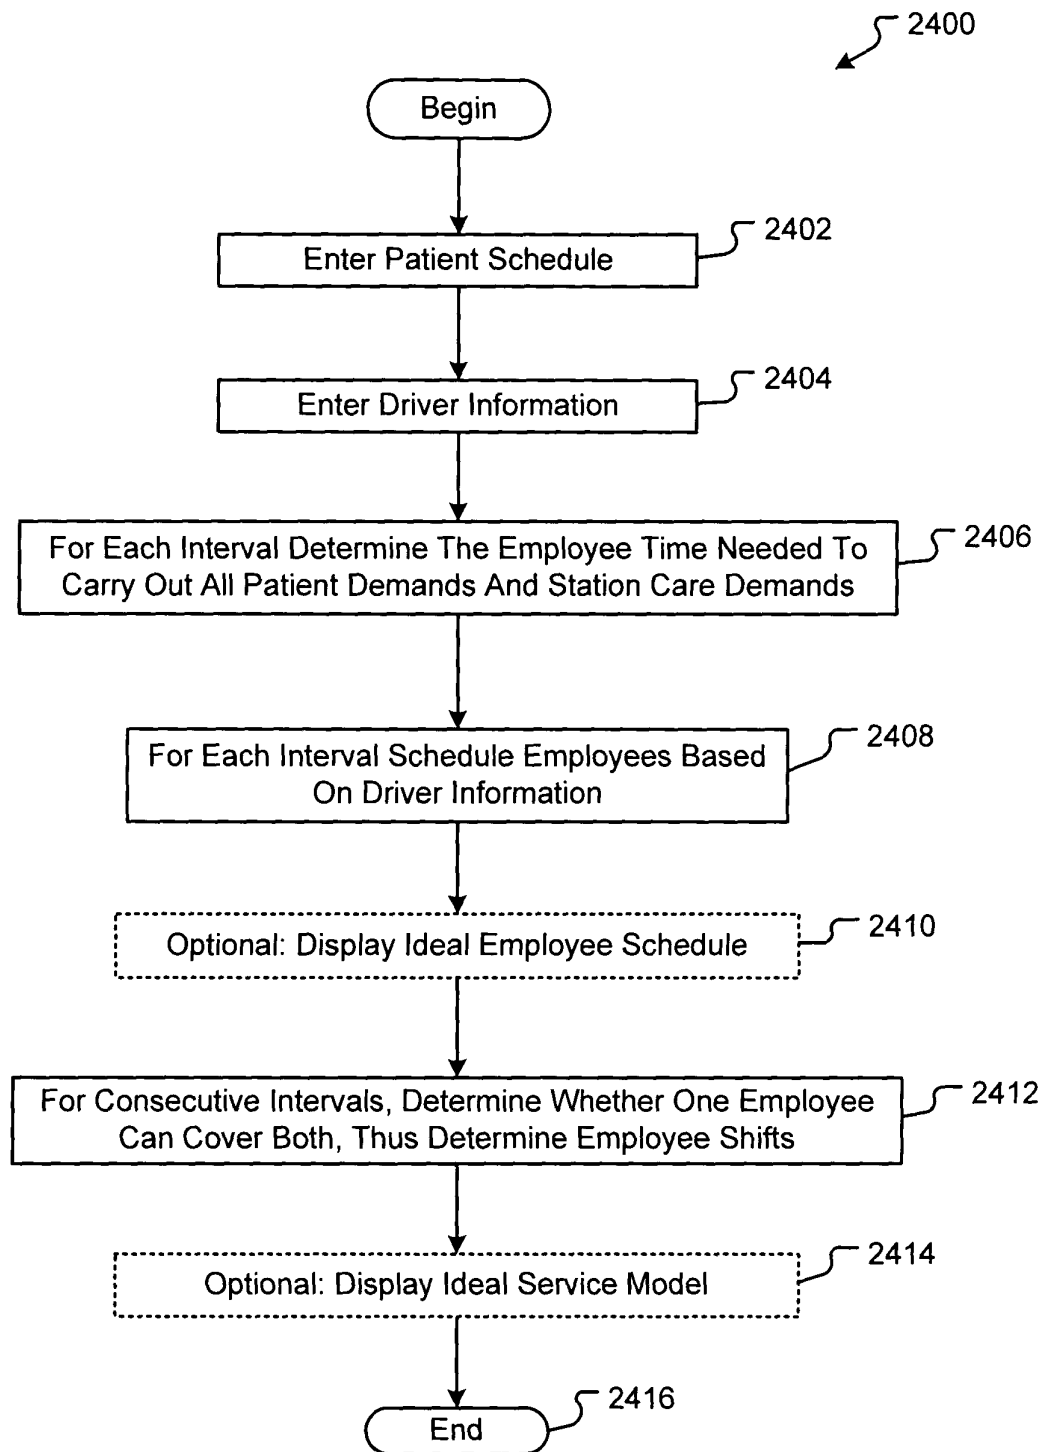 2400
Begin
2402
Enter Patient Schedule
2404
Enter Driver Information
2406
For Each Interval Determine The Employee Time Needed To
Carry Out All Patient Demands And Station Care Demands
2408
For Each Interval Schedule Employees Based
On Driver Information
2410
Optional: Display Ideal Employee Schedule
2412
For Consecutive Intervals, Determine Whether One Employee
Can Cover Both, Thus Determine Employee Shifts
2414
Optional: Display Ideal Service Model
2416
End